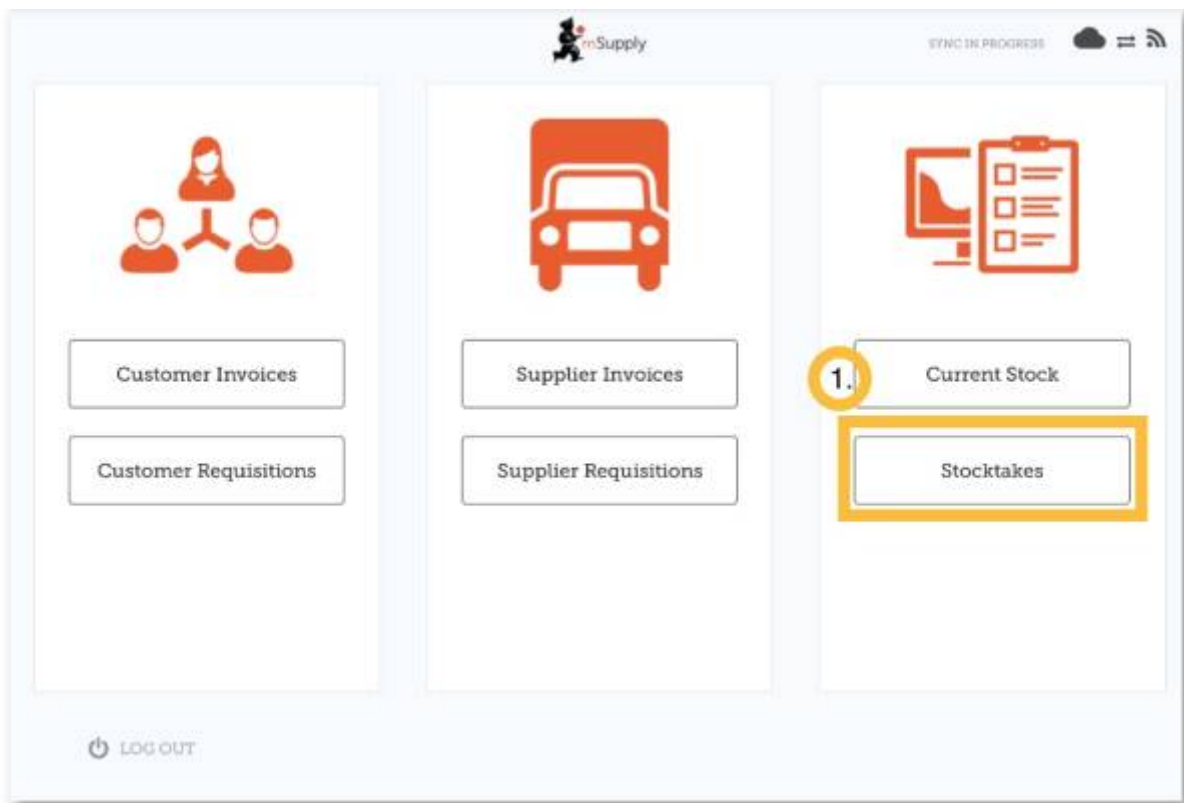 mSupply
SYNC IN PROGRESS
Customer Invoices
Supplier Invoices
1.
Current Stock
Customer Requisitions
Supplier Requisitions
Stocktakes
LOG OUT